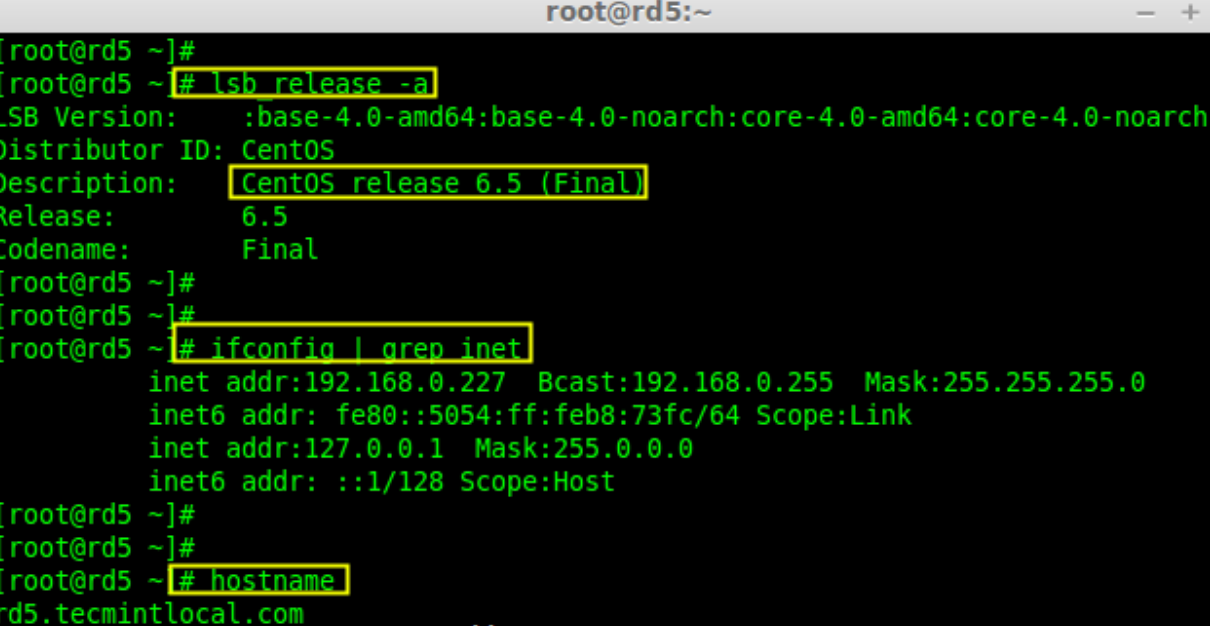 root@rd5:~
[root@rd5 ~]#
[root@rd5 ~]# lsb_release -a
LSB Version:    :base-4.0-amd64:base-4.0-noarch:core-4.0-amd64:core-4.0-noarch
Distributor ID: CentOS
Description:    CentOS release 6.5 (Final)
Release:        6.5
Codename:       Final
[root@rd5 ~]#
[root@rd5 ~]#
[root@rd5 ~]# ifconfig | grep inet
          inet addr:192.168.0.227  Bcast:192.168.0.255  Mask:255.255.255.0
          inet6 addr: fe80::5054:ff:feb8:73fc/64 Scope:Link
          inet addr:127.0.0.1  Mask:255.0.0.0
          inet6 addr: ::1/128 Scope:Host
[root@rd5 ~]#
[root@rd5 ~]#
[root@rd5 ~]# hostname
rd5.tecmintlocal.com